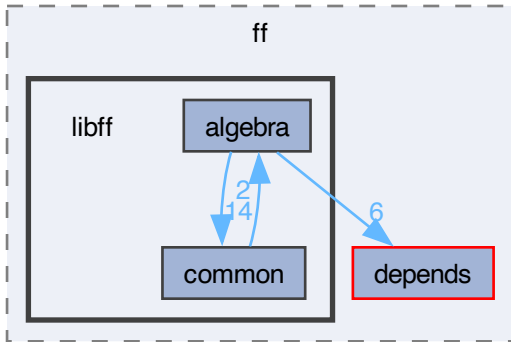 ff
libff
algebra
2
14
6
common
depends